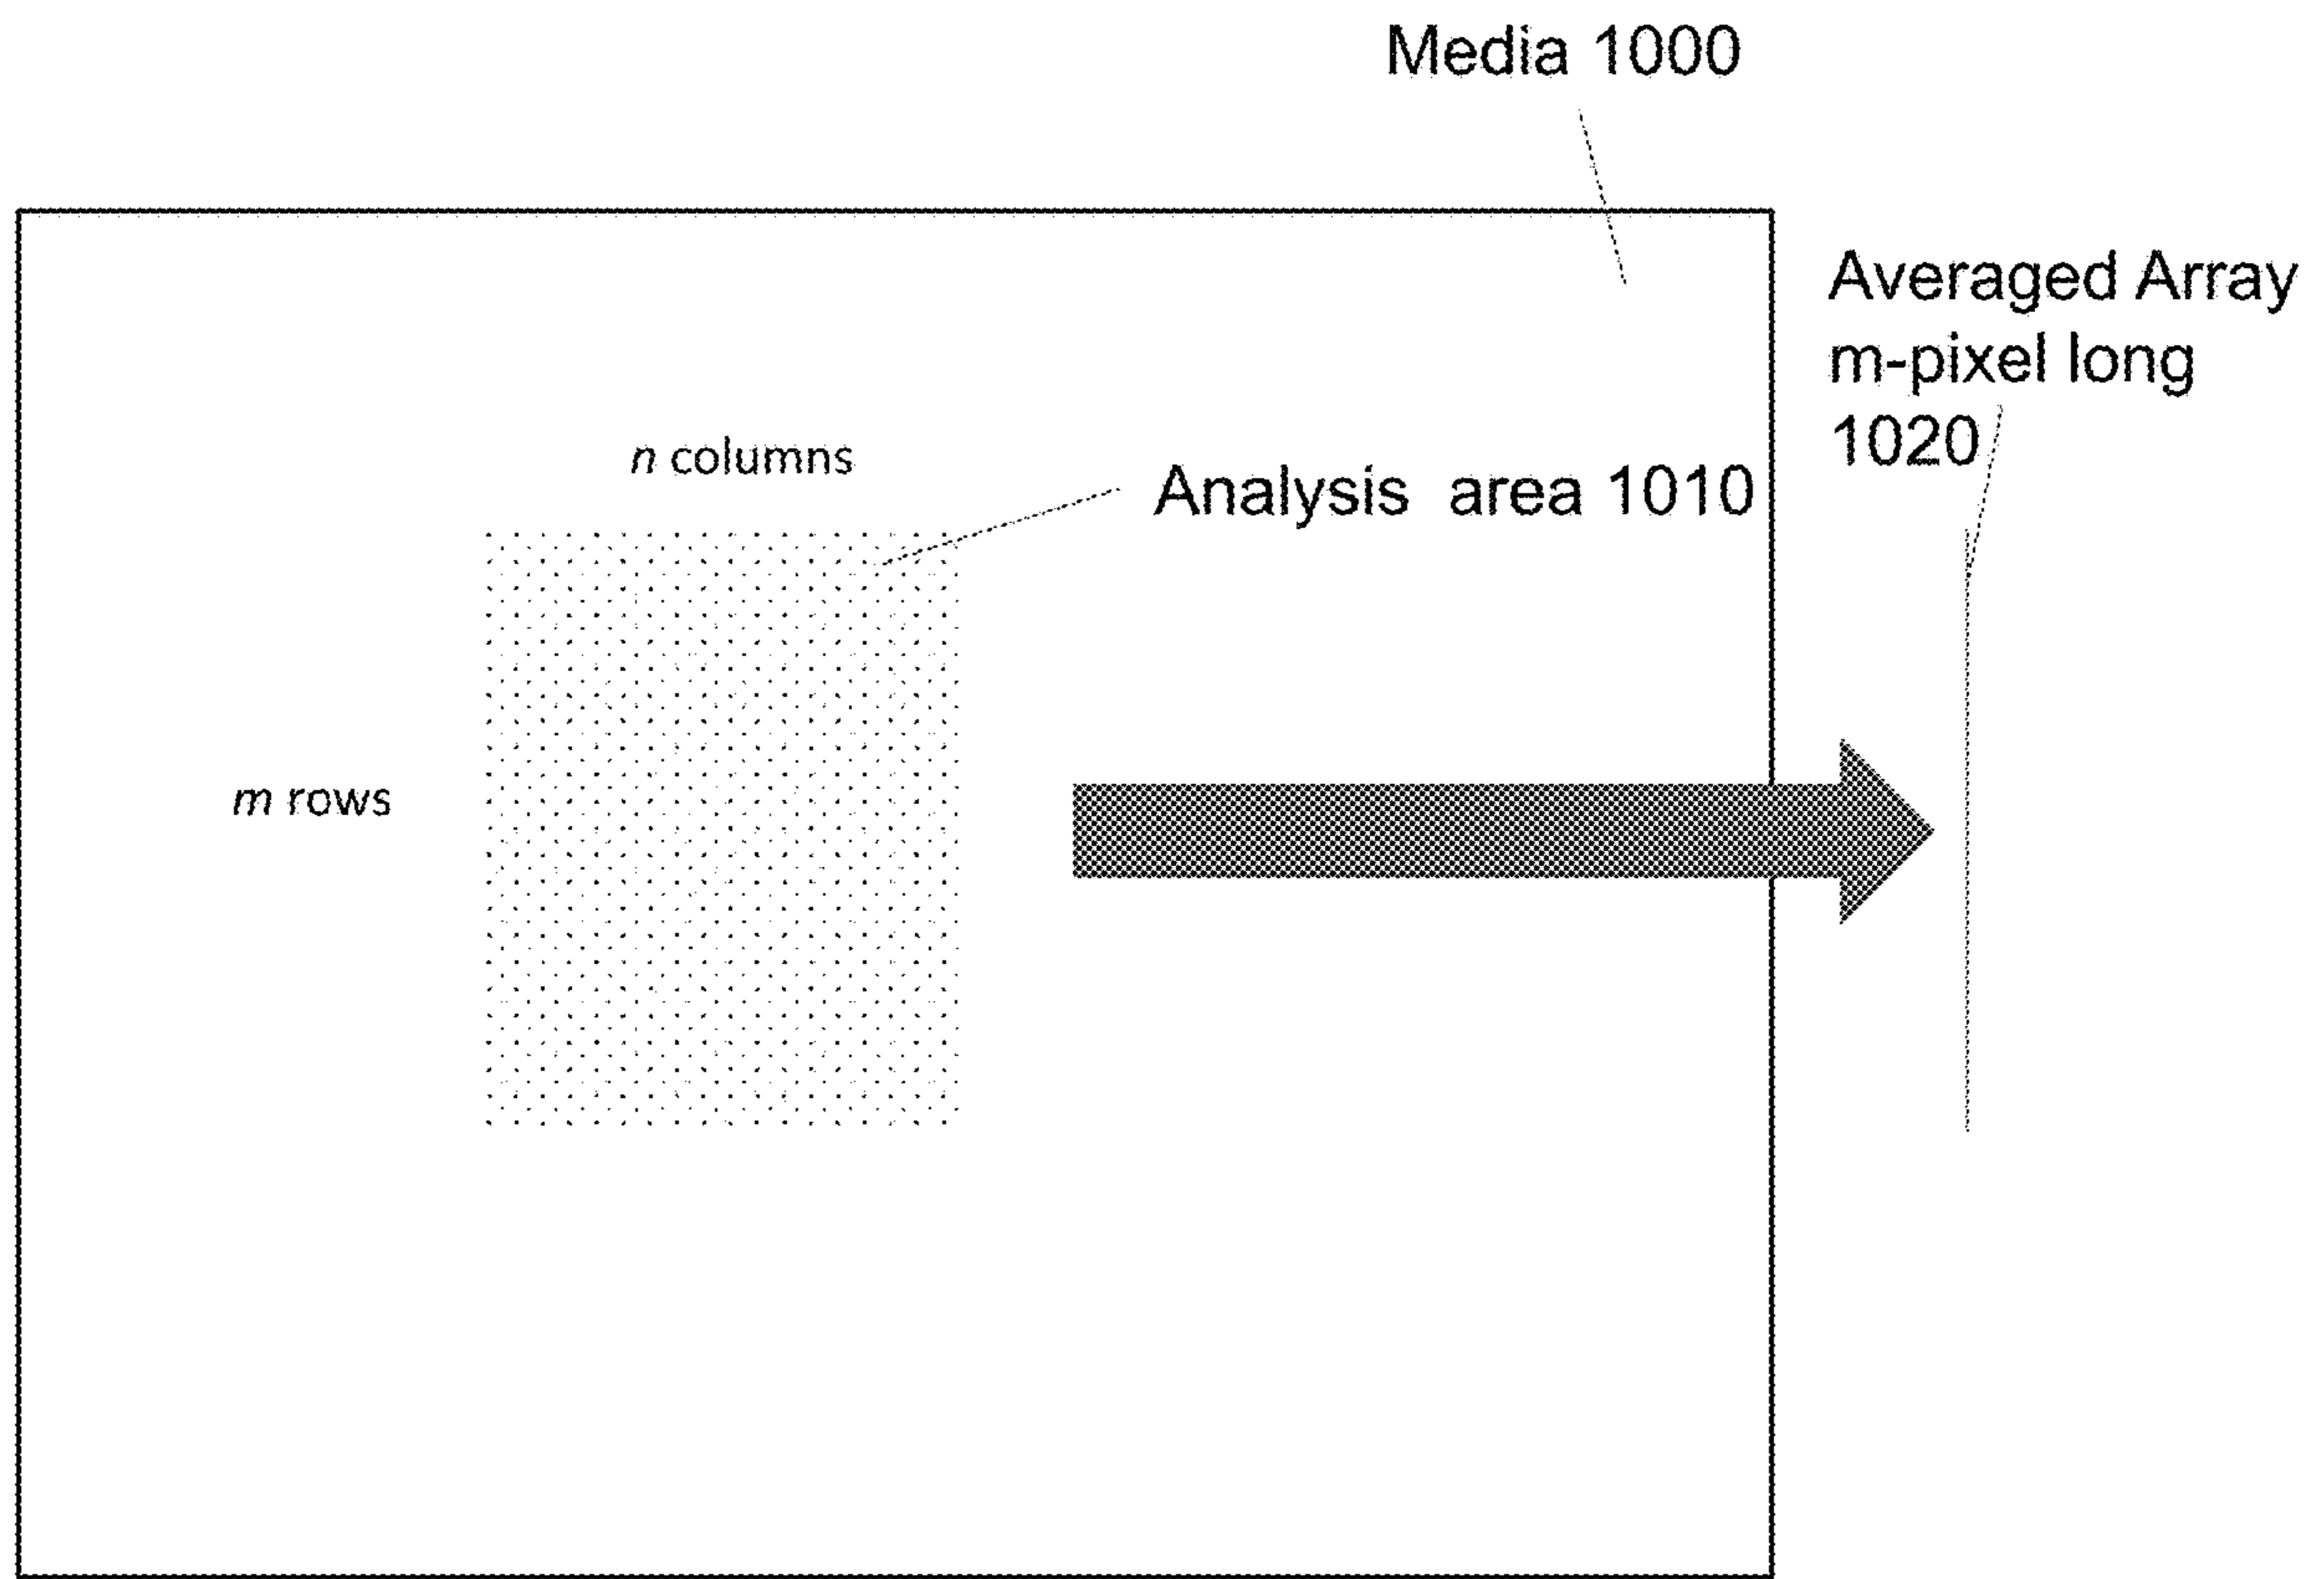 Media 1000
Averaged Array
m-pixel long
1020
n columns
Analysis area 1010
m rows